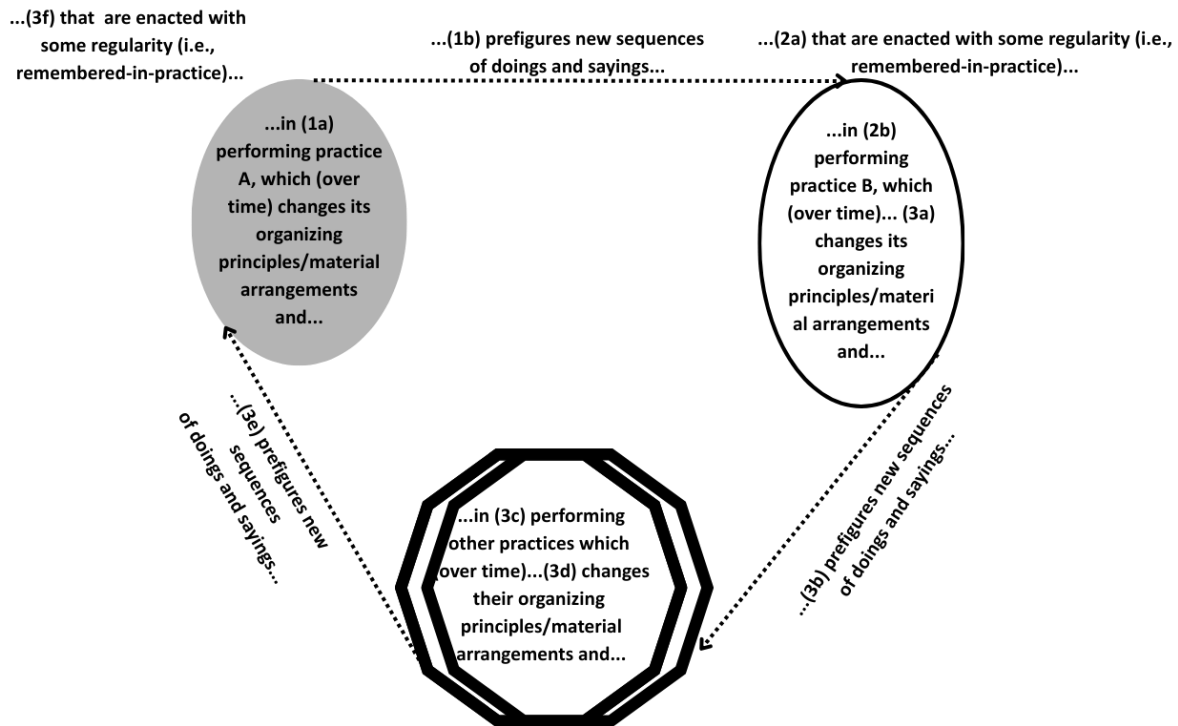 ...(3f) that are enacted with
some regularity (i.e.,
remembered-in-practice)...
...(1b) prefigures new sequences
of doings and sayings...
...(2a) that are enacted with some regularity (i.e.,
remembered-in-practice)...
...in (1a)
performing practice
A, which (over
time) changes its
organizing
principles/material
arrangements
and...
...in (2b)
performing
practice B, which
(over time)... (3a)
changes its
organizing
principles/materi
al arrangements
and...
...(3e) prefigures new
sequences
of doings and sayings...
...in (3c) performing
other practices which
(over time)...(3d) changes
their organizing
principles/material
arrangements and...
...(3b) prefigures new sequences
of doings and sayings...